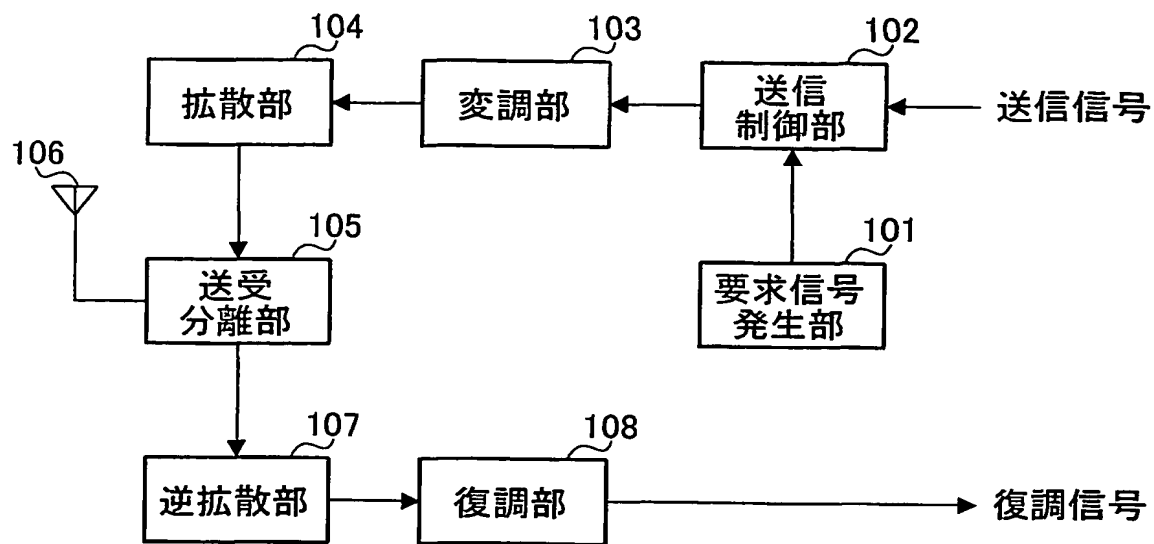 104
拡散部
103
変調部
102
送信
制御部
送信信号
106
105
送受
分離部
101
要求信号
発生部
107
逆拡散部
108
復調部
復調信号